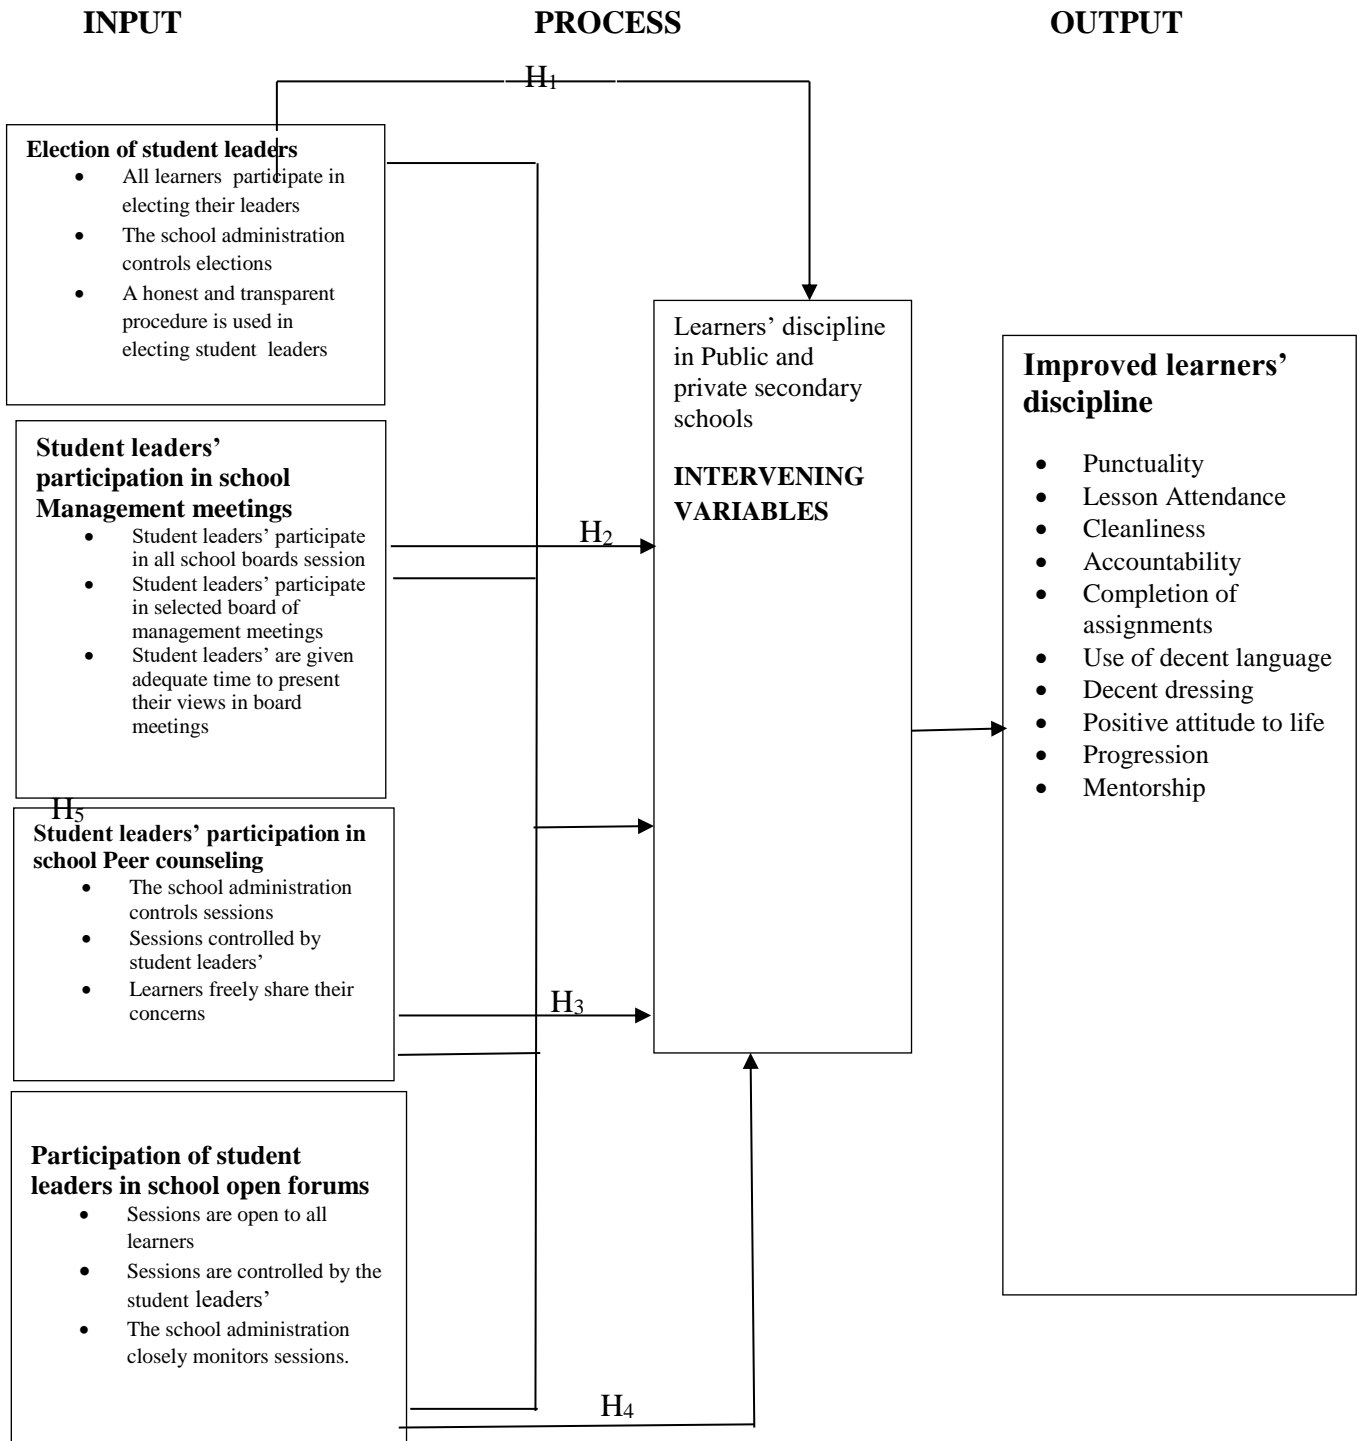 INPUT
PROCESS
OUTPUT
H1
Election of student leaders
• All learners participate in
electing their leaders
• The school administration
controls elections
• A honest and transparent
procedure is used in
electing student leaders
Student leaders’
participation in school
Management meetings
• Student leaders’ participate
in all school boards session
• Student leaders’ participate
in selected board of
management meetings
• Student leaders’ are given
adequate time to present
their views in board
meetings
H2
H5
Student leaders’ participation in
school Peer counseling
• The school administration
controls sessions
• Sessions controlled by
student leaders’
• Learners freely share their
concerns
H3
Participation of student
leaders in school open forums
• Sessions are open to all
learners
• Sessions are controlled by the
student leaders’
• The school administration
closely monitors sessions.
H4
Learners’ discipline
in Public and
private secondary
schools
INTERVENING
VARIABLES
Improved learners’
discipline
• Punctuality
• Lesson Attendance
• Cleanliness
• Accountability
• Completion of
assignments
• Use of decent language
• Decent dressing
• Positive attitude to life
• Progression
• Mentorship